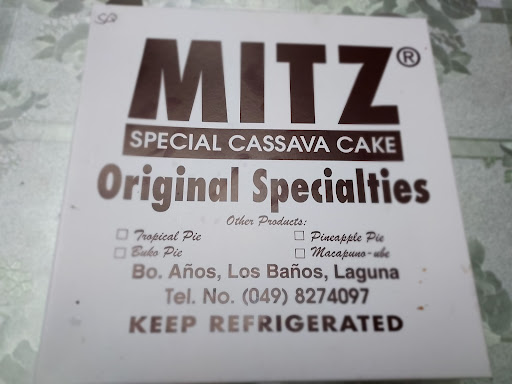 MITZ®
SPECIAL CASSAVA CAKE
Original Specialties
Other Products:
Tropical Pie Pineapple Pie
Buko Pie Macapuno-ube
Bo. Años, Los Baños, Laguna
Tel. No. (049) 8274097
KEEP REFRIGERATED